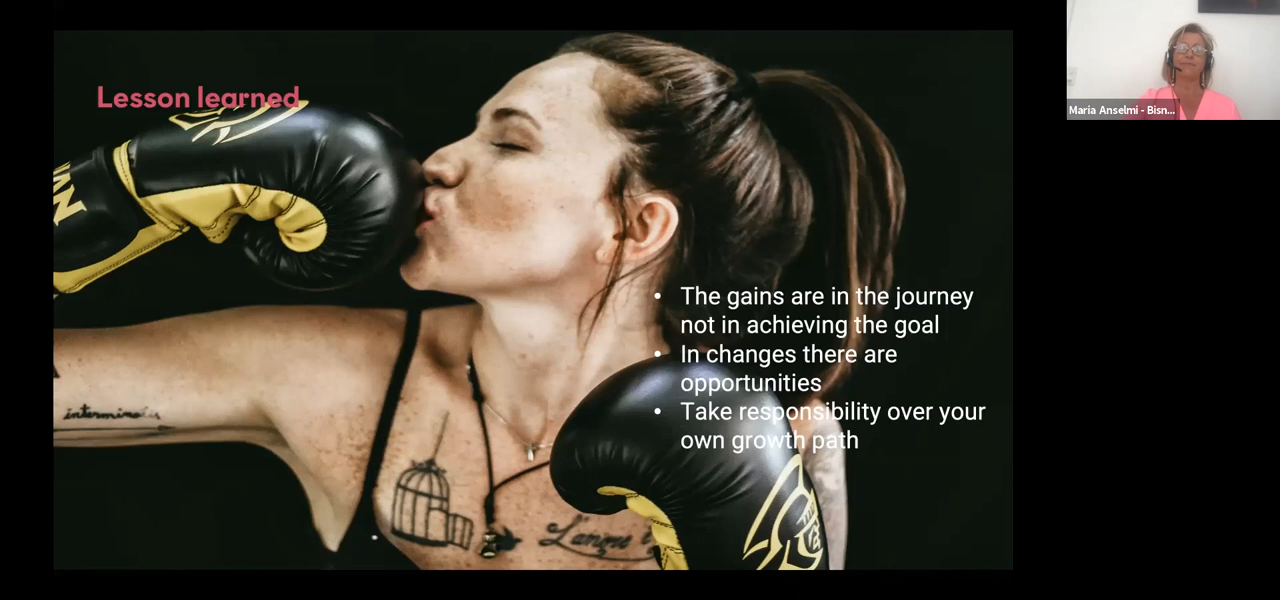 Lesson learned
Maria Anselmi - Bisn...
• The gains are in the journey
not in achieving the goal
• In changes there are
opportunities
• Take responsibility over your
own growth path